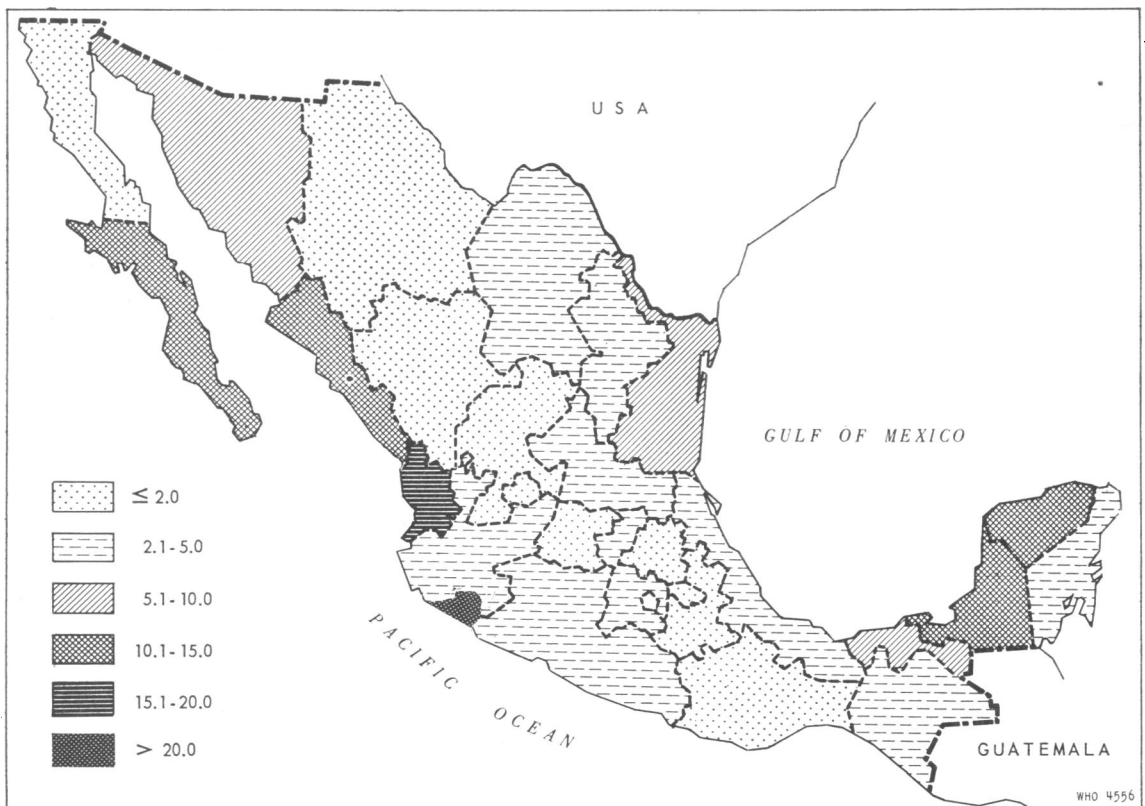 USA
GULF OF MEXICO
≦ 2.0
2.1-5.0
5.1-10.0
10.1-15.0
15.1-20.0
> 20.0
PACIFIC
OCEAN
GUATEMALA
WHO 4556